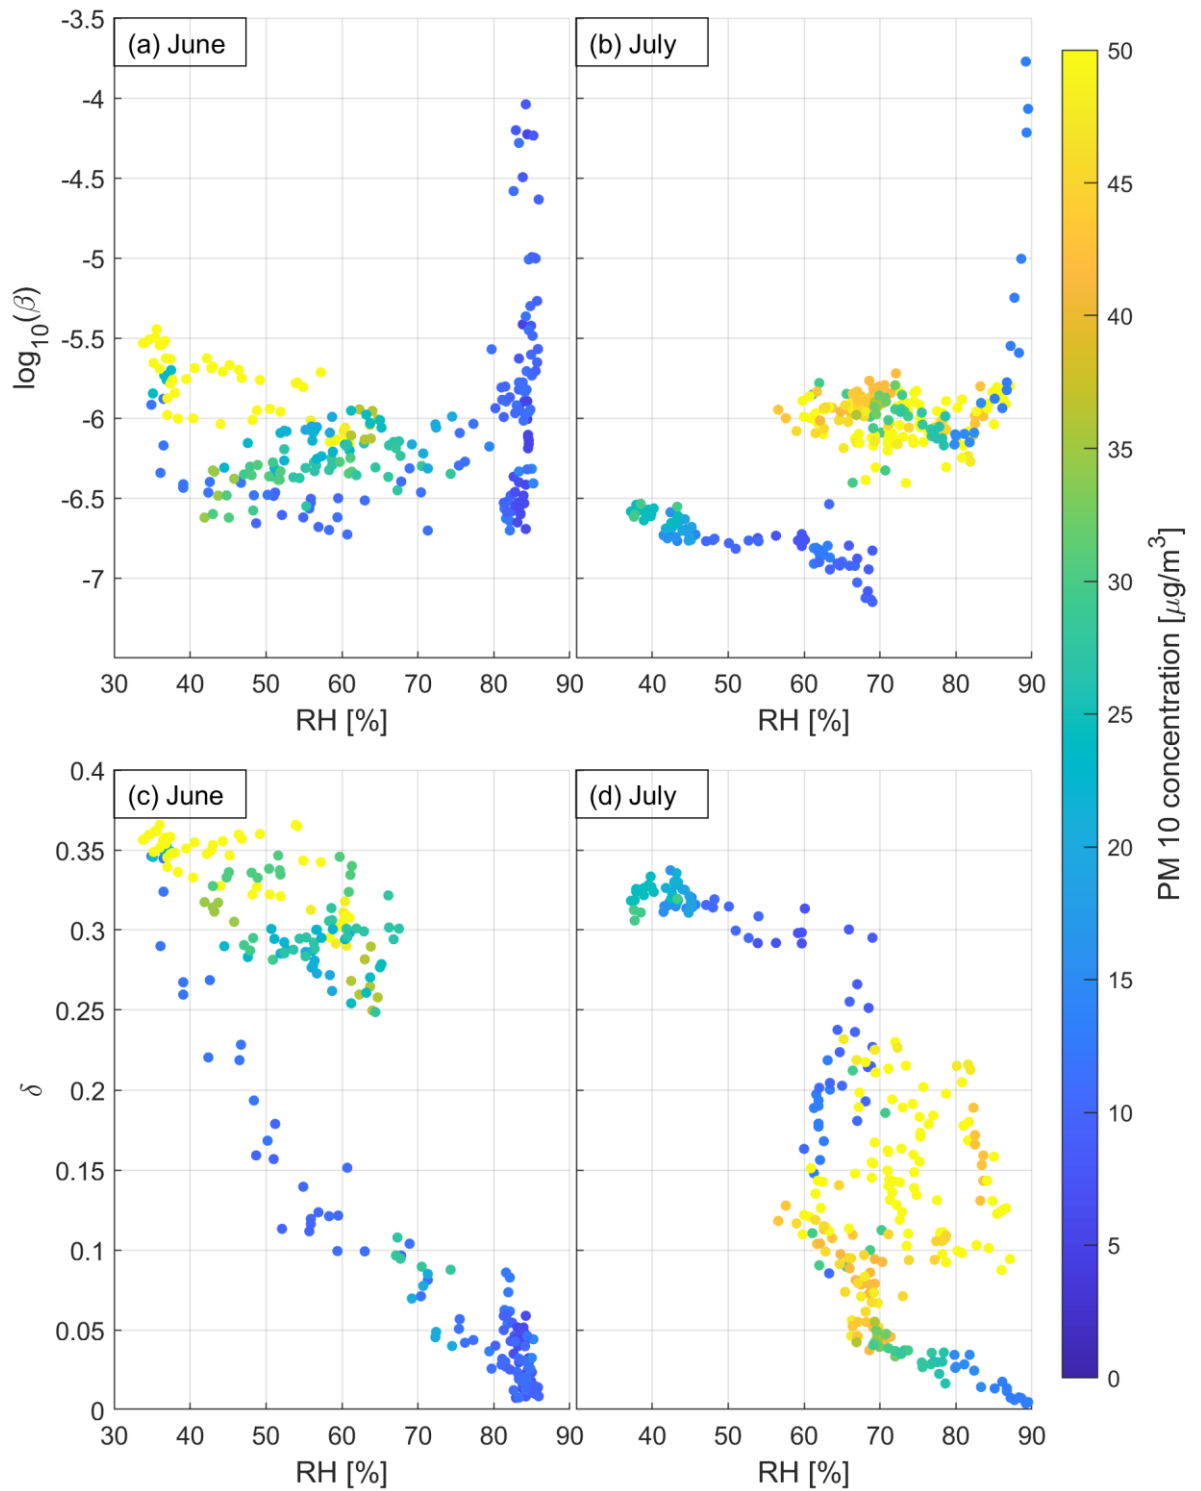 (a) June
(b) July
-3.5
-4
-4.5
-5
-5.5
-6
-6.5
-7
log10(β)
30 40 50 60 70 80 90
40 50 60 70 80 90
RH [%]
RH [%]
(c) June
(d) July
0.4
0.35
0.3
0.25
0.2
0.15
0.1
0.05
0
δ
30 40 50 60 70 80 90
40 50 60 70 80 90
RH [%]
RH [%]
50
45
40
35
30
25
20
15
10
5
0
PM 10 concentration [μg/m³]